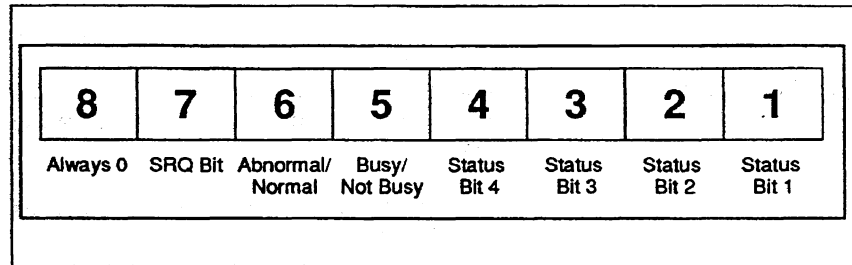 8 7 6 5 4 3 2 1
Always 0 SRQ Bit Abnormal/ Busy/ Status Status Status Status
Normal Not Busy Bit 4 Bit 3 Bit 2 Bit 1